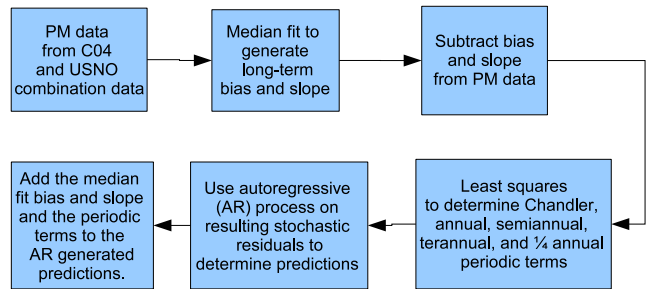 PM data
from C04
and USNO
combination data
Median fit to
generate
long-term
bias and slope
Subtract bias
and slope
from PM data
Least squares
to determine Chandler,
annual, semiannual,
terannual, and ¼ annual
periodic terms
Use autoregressive
(AR) process on
resulting stochastic
residuals to
determine predictions
Add the median
fit bias and slope
and the periodic
terms to the
AR generated
predictions.